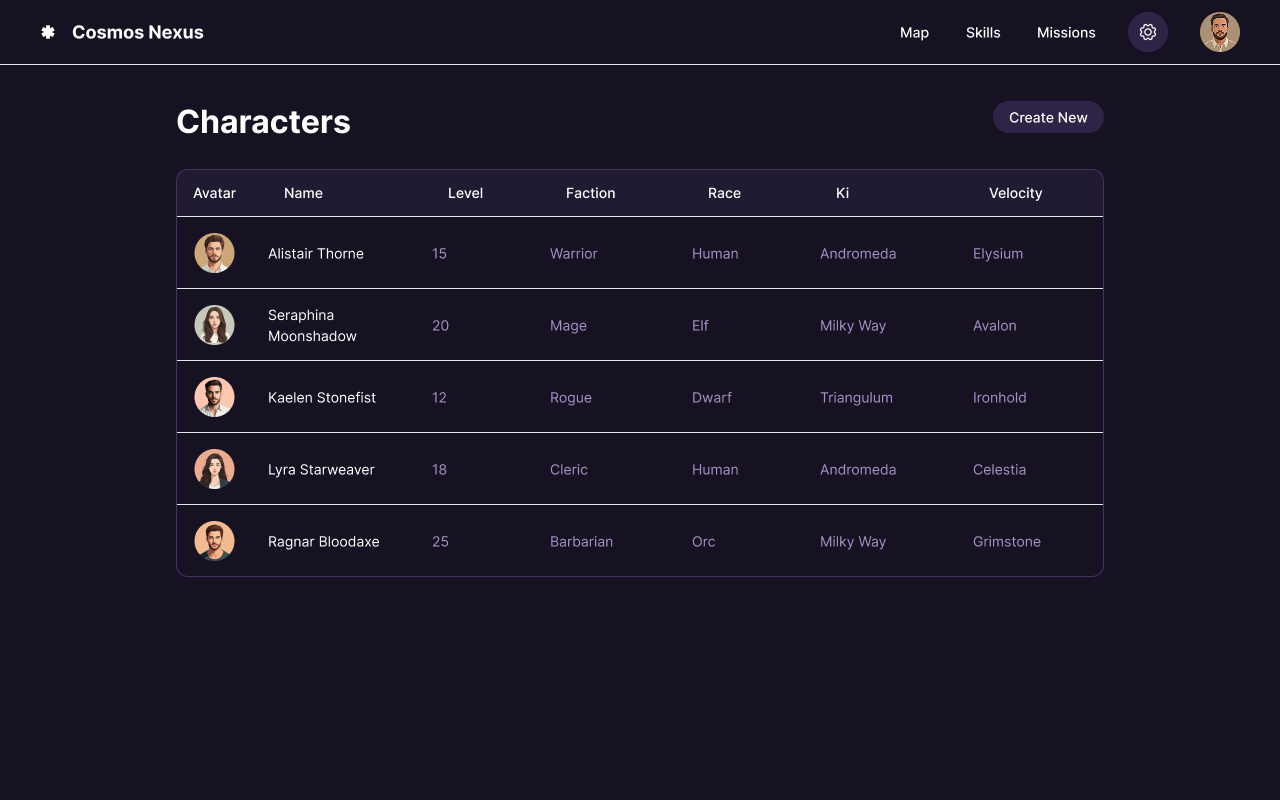 Cosmos Nexus Map Skills Missions
Characters Create New
Avatar Name Level Faction Race Ki Velocity
Alistair Thorne 15 Warrior Human Andromeda Elysium
Seraphina
Moonshadow 20 Mage Elf Milky Way Avalon
Kaelen Stonefist 12 Rogue Dwarf Triangulum Ironhold
Lyra Starweaver 18 Cleric Human Andromeda Celestia
Ragnar Bloodaxe 25 Barbarian Orc Milky Way Grimstone